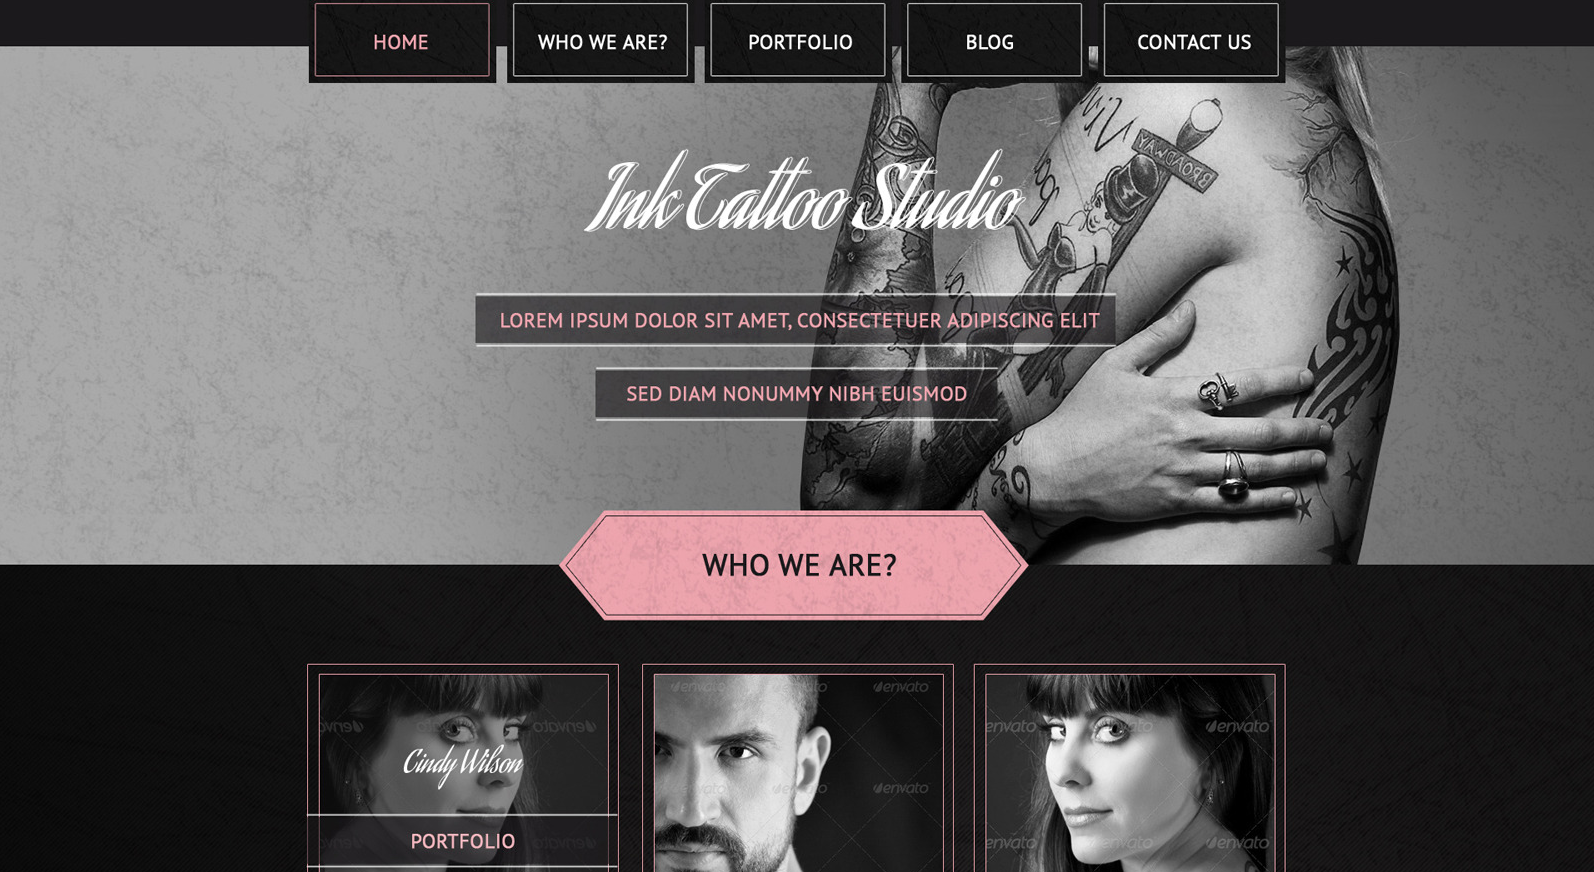 HOME
WHO WE ARE?
PORTFOLIO
BLOG
CONTACT US
BROADWAY
Ink Tattoo Studio
LOREM IPSUM DOLOR SIT AMET, CONSECTETUER ADIPISCING ELIT
SED DIAM NONUMMY NIBH EUISMOD
WHO WE ARE?
envato envato envato
envato envato envato
envato envato envato
Cindy Wilson
envato envato envato
PORTFOLIO
envato envato envato